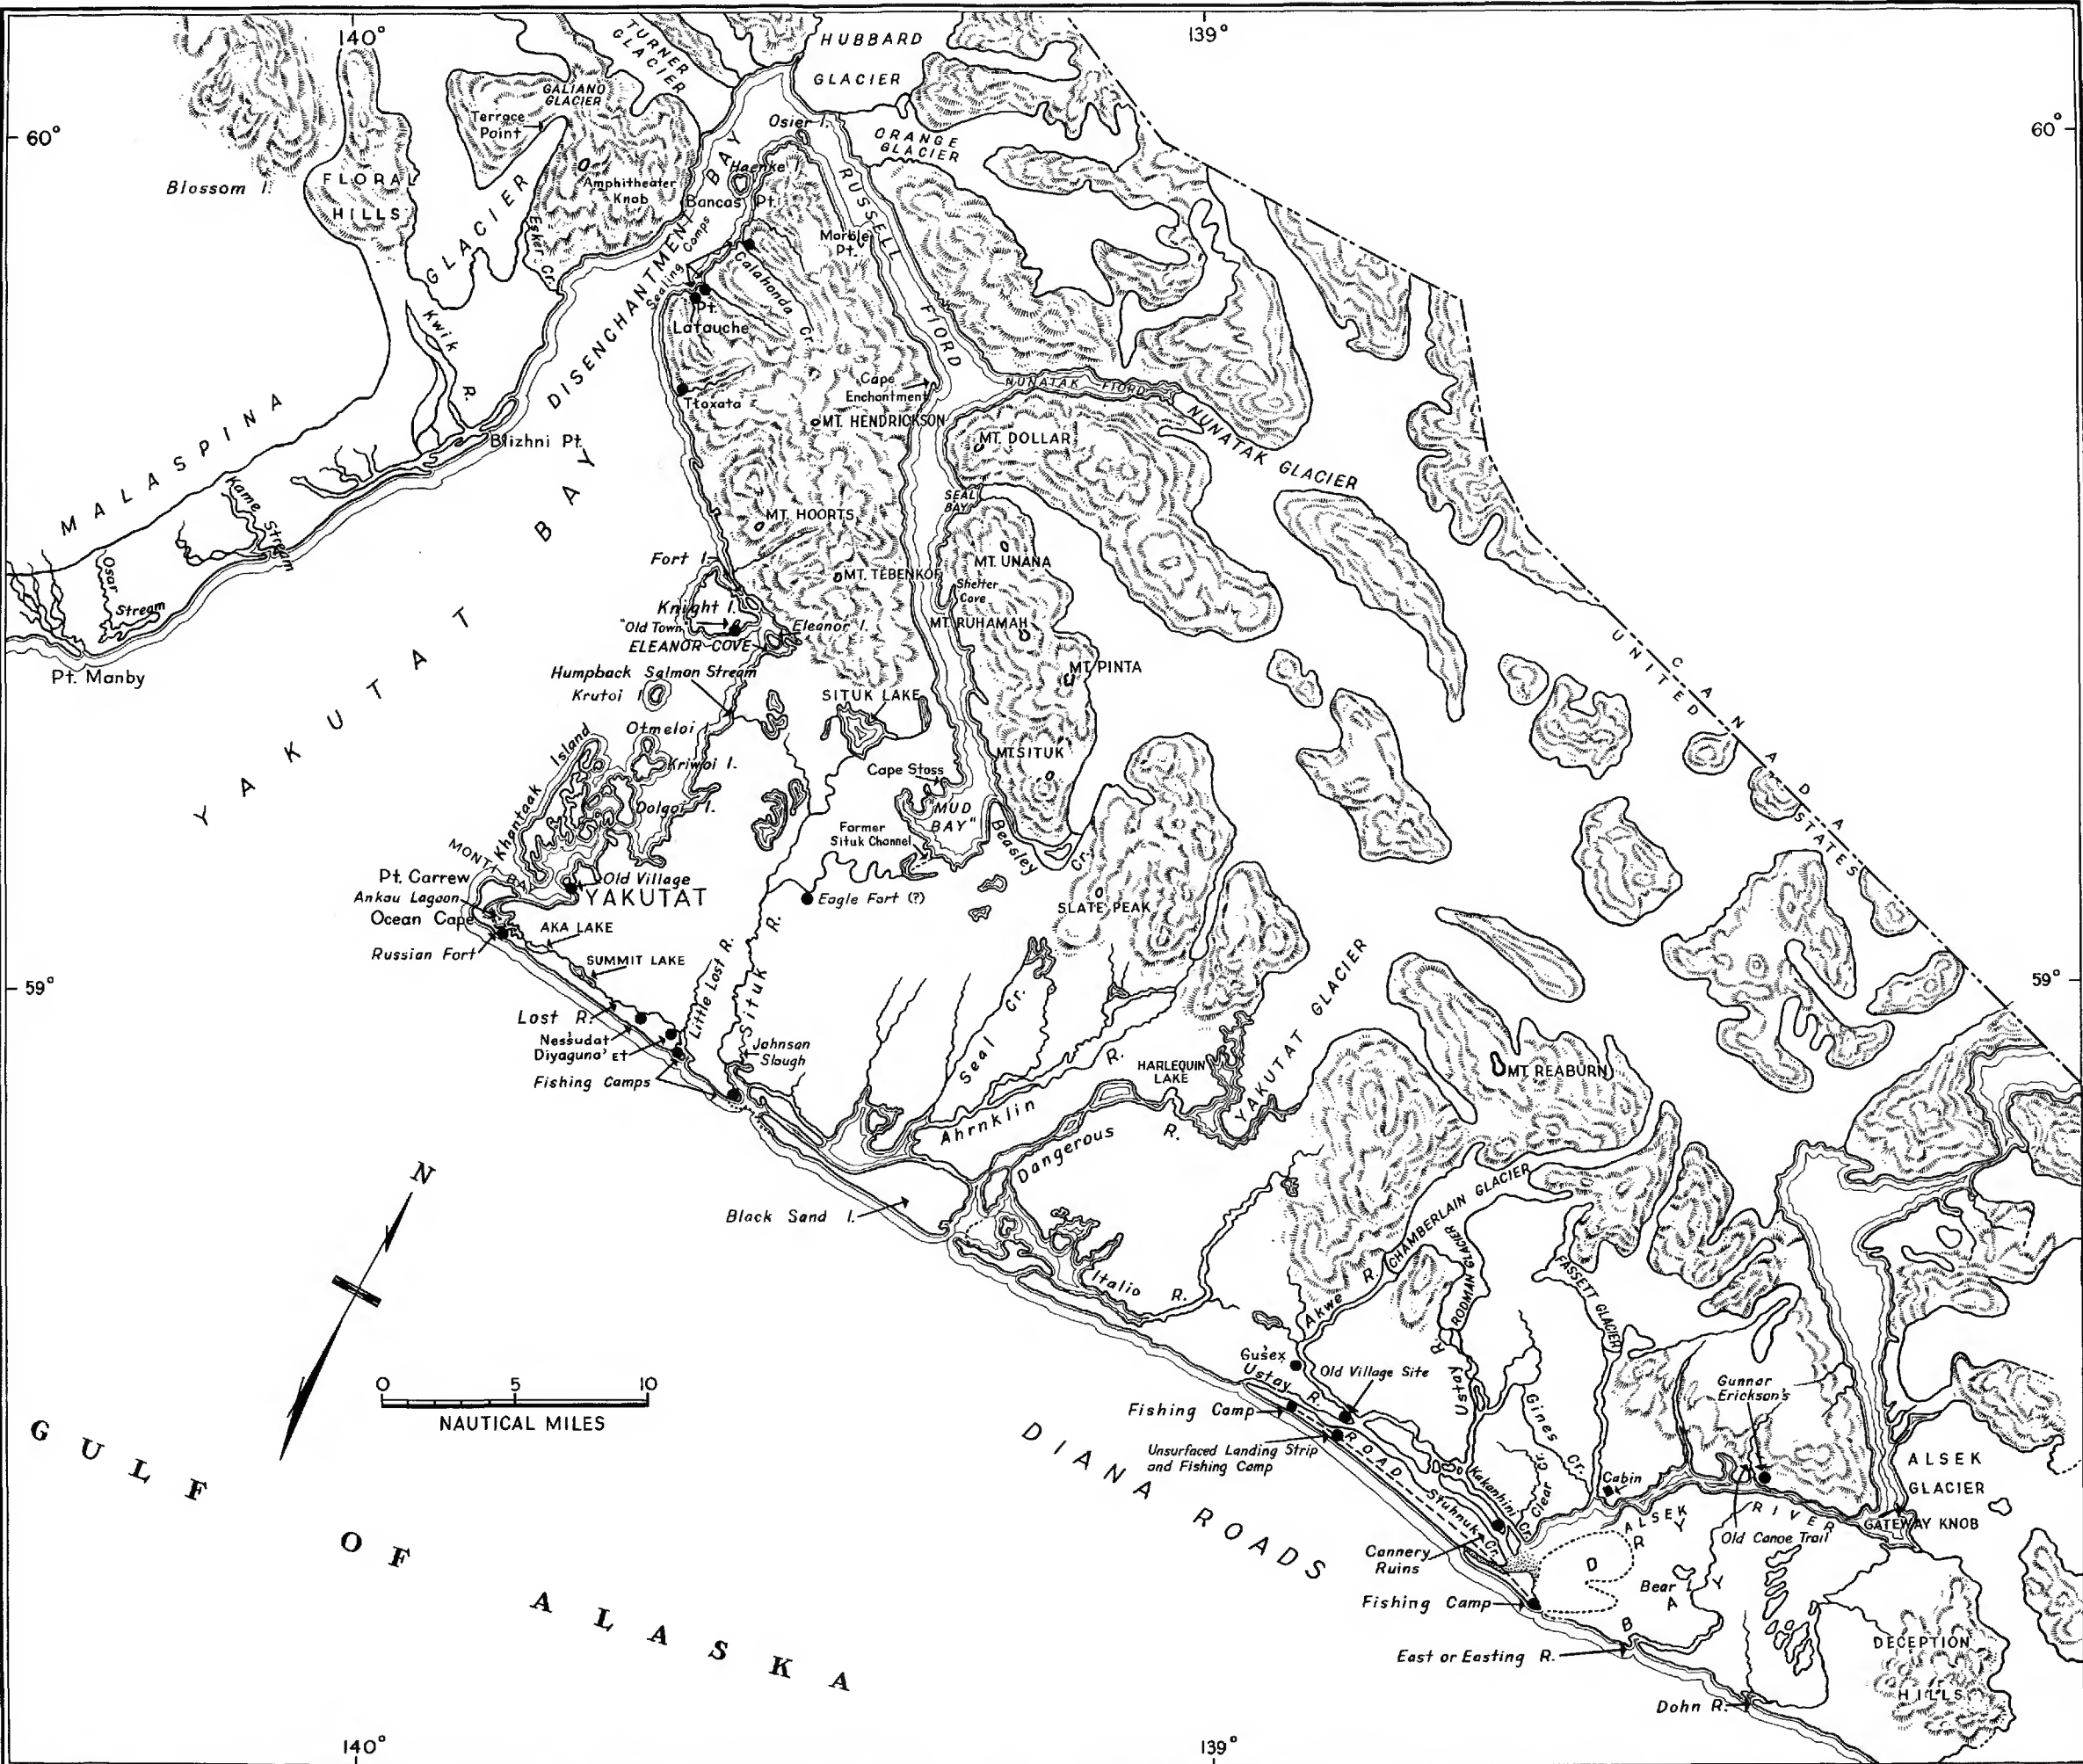 140°
139°
TURNER
GLACIER
HUBBARD
GLACIER
GALIANO
GLACIER
Terrace
Point
60°
60°
Osier I.
ORANGE
GLACIER
Blossom I.
FLORAL
HILLS
Amphitheater
Knob
Haenke I.
Bancas Pt.
RUSSELL FIORD
MALASPINA GLACIER
Esker Cr.
DISENCHANTMENT BAY
Sealing Camps
Marble
Pt.
Calahonda Cr.
Pt.
Latouche
Kwik R.
Cape
Enchantment
NUNATAK FIORD
Tłaxata
MT. HENDRICKSON
NUNATAK GLACIER
MT. DOLLAR
Blizhni Pt.
YAKUTAT BAY
Kame Stream
SEAL
BAY
MT. HOORTS
Osar
Stream
Fort I.
MT. TEBENKOF
MT. UNANA
Shelter
Cove
Knight I.
"Old Town"
Eleanor I.
MT. RUHAMAH
ELEANOR COVE
UNITED STATES
CANADA
Pt. Manby
Humpback Salmon Stream
MT. PINTA
Krutoi I.
SITUK LAKE
Otmeloi I.
MT. SITUK
Khantaak Island
Kriwoi I.
Cape Stoss
Dolgoi I.
"MUD
BAY"
Former
Situk Channel
Beasley Cr.
MONTI BAY
Pt. Carrew
Old Village
YAKUTAT
Ankau Lagoon
Eagle Fort (?)
SLATE PEAK
Ocean Cape
AKA LAKE
Russian Fort
SUMMIT LAKE
59°
59°
Little Lost R.
Situk R.
Seal Cr.
YAKUTAT GLACIER
Lost R.
Nessudat
Diyaguna'Et
Johnson
Slough
Fishing Camps
HARLEQUIN
LAKE
MT. REABURN
Ahrnklin R.
Dangerous R.
N
Black Sand I.
CHAMBERLAIN GLACIER
RODMAN GLACIER
FASSETT GLACIER
Italio R.
Akwe R.
Gusex
Ustay R.
Old Village Site
Ustay R.
Gunnar
Erickson's
0 5 10
NAUTICAL MILES
Fishing Camp
Gines Cr.
Unsurfaced Landing Strip
and Fishing Camp
ROAD
Kakanhini Cr.
Clear Cr.
Cabin
ALSEK
GLACIER
Stuhnuk Cr.
ALSEK RIVER
GATEWAY KNOB
Old Canoe Trail
DIANA ROADS
Cannery
Ruins
DRY BAY
Bear I.
Fishing Camp
GULF OF ALASKA
East or Easting R.
DECEPTION
HILLS
Dohn R.
140°
139°